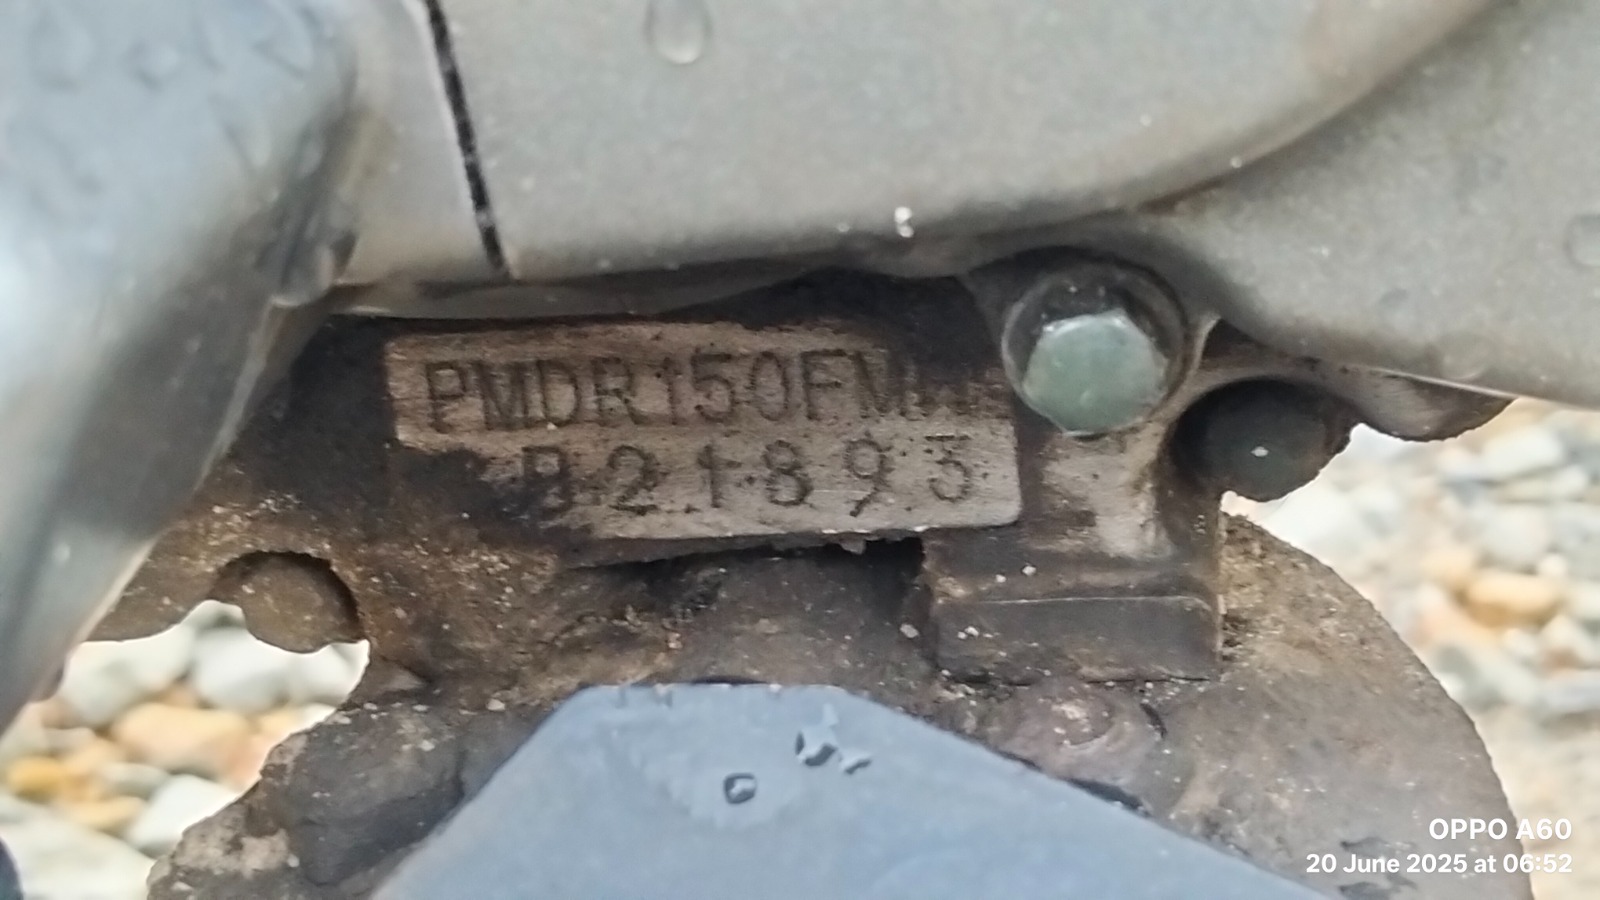 PMDR150FM
B21893
OPPO A60
20 June 2025 at 06:52